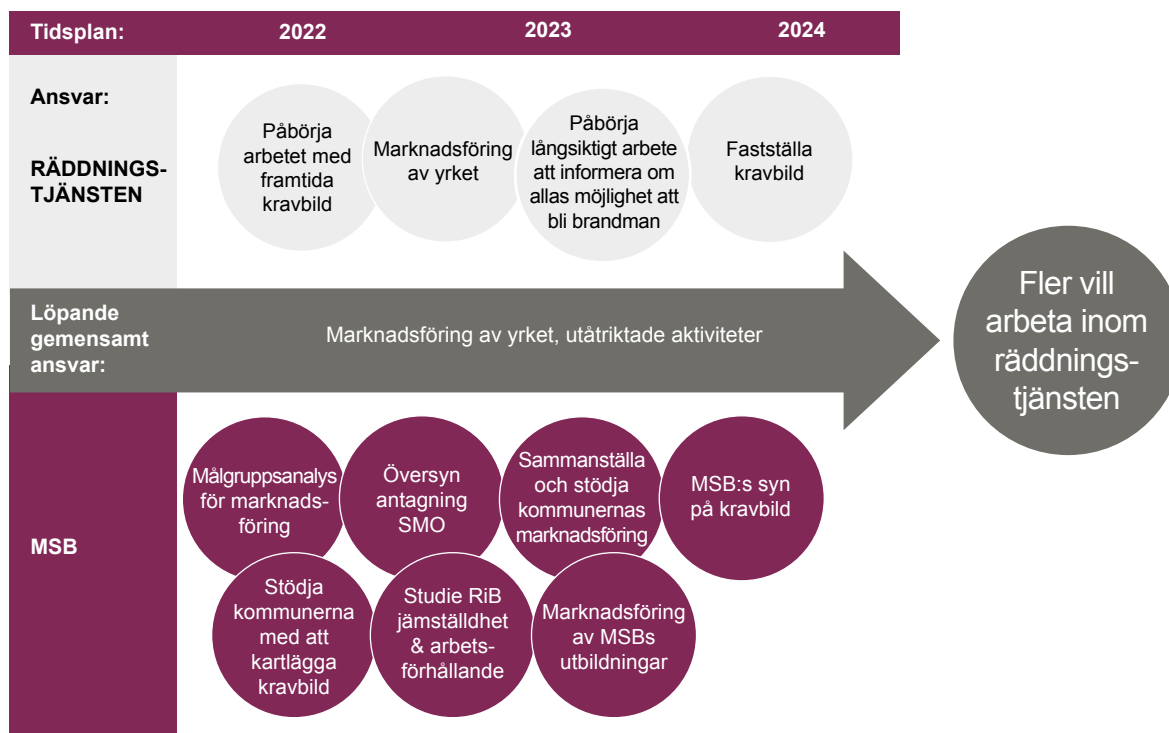 Tidsplan:
2022
2023
2024
Ansvar:
RÄDDNINGS-
TJÄNSTEN
Påbörja
arbetet med
framtida
kravbild
Marknadsföring
av yrket
Påbörja
långsiktigt arbete
att informera om
allas möjlighet att
bli brandman
Fastställa
kravbild
Löpande
gemensamt
ansvar:
Marknadsföring av yrket, utåtriktade aktiviteter
Fler vill
arbeta inom
räddnings-
tjänsten
MSB
Målgruppsanalys
för marknads-
föring
Översyn
antagning
SMO
Sammanställa
och stödja
kommunernas
marknadsföring
MSB:s syn
på kravbild
Stödja
kommunerna
med att
kartlägga
kravbild
Studie RiB
jämställdhet
& arbets-
förhållande
Marknadsföring
av MSBs
utbildningar